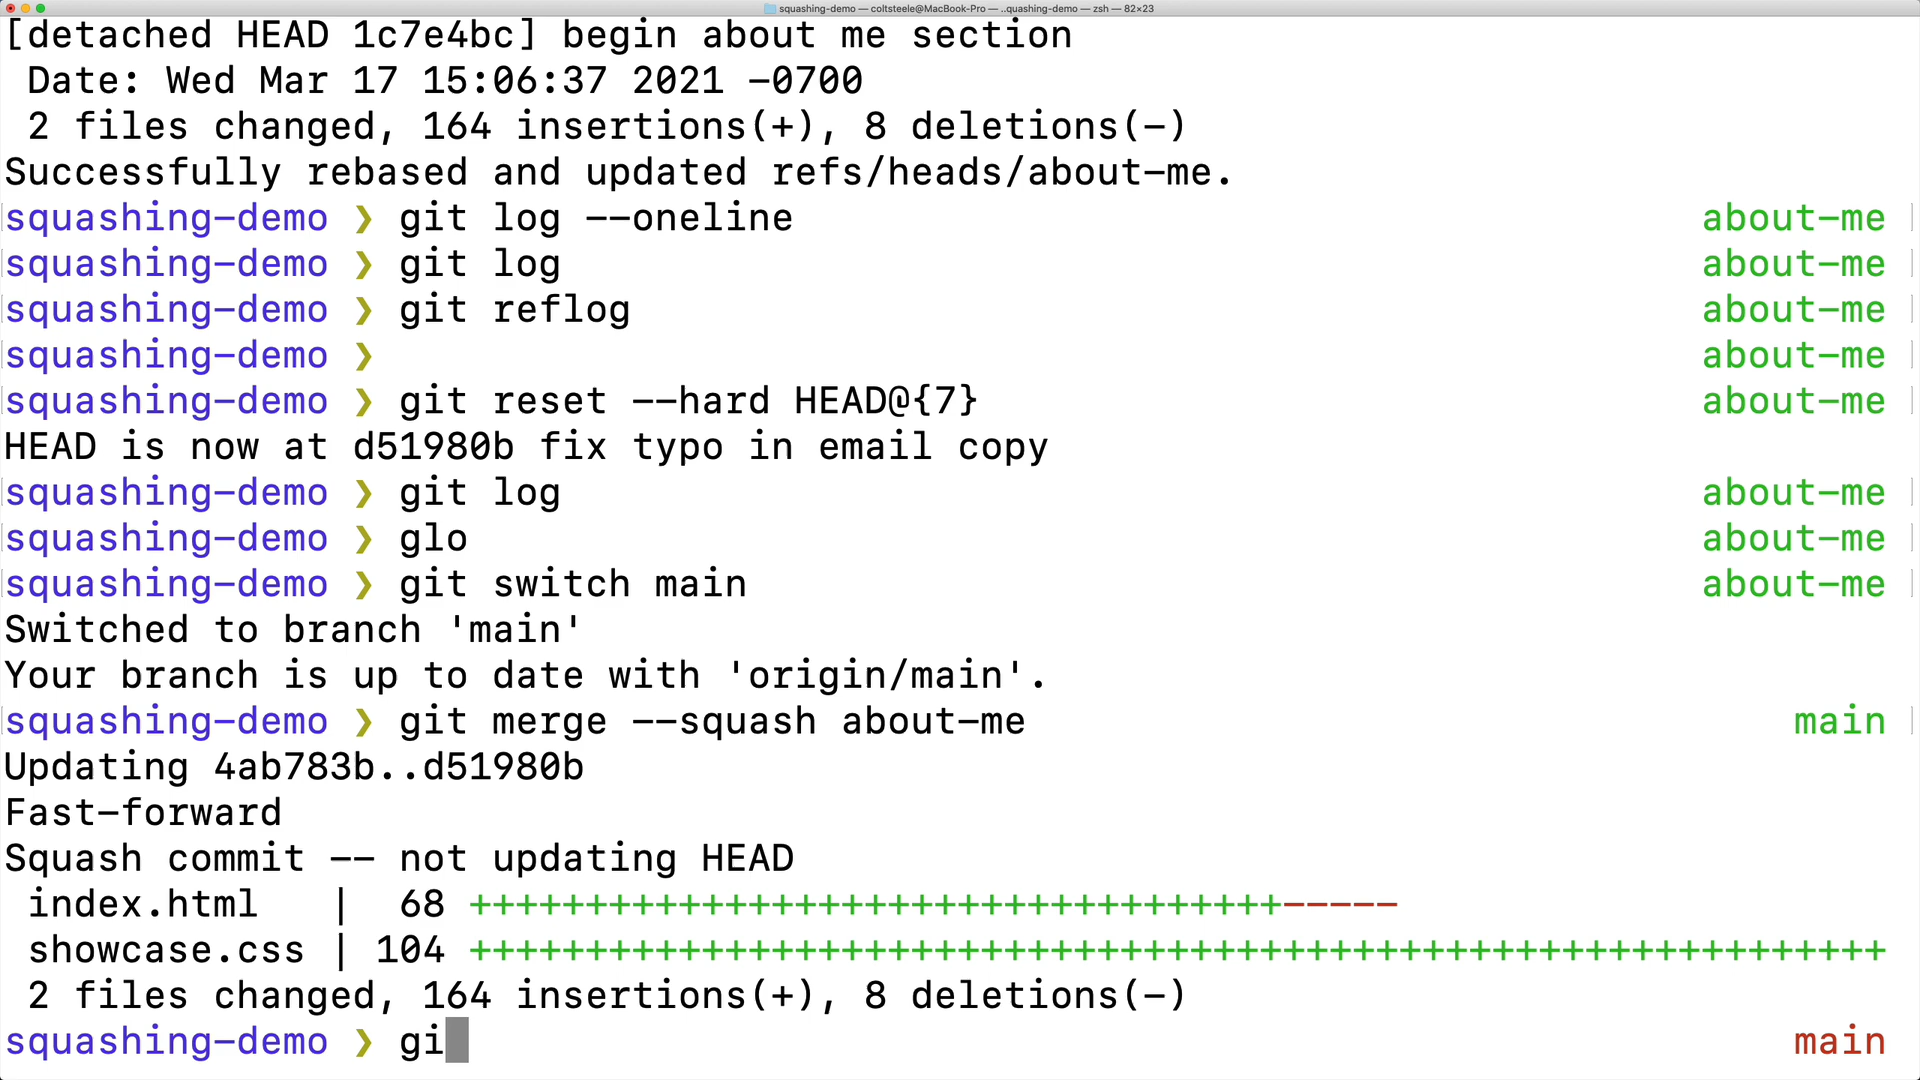 squashing-demo — coltsteele@MacBook-Pro — ..quashing-demo — zsh — 82×23
[detached HEAD 1c7e4bc] begin about me section
Date: Wed Mar 17 15:06:37 2021 -0700
2 files changed, 164 insertions(+), 8 deletions(-)
Successfully rebased and updated refs/heads/about-me.
squashing-demo ❯ git log --oneline about-me
squashing-demo ❯ git log about-me
squashing-demo ❯ git reflog about-me
squashing-demo ❯ about-me
squashing-demo ❯ git reset --hard HEAD@{7} about-me
HEAD is now at d51980b fix typo in email copy
squashing-demo ❯ git log about-me
squashing-demo ❯ glo about-me
squashing-demo ❯ git switch main about-me
Switched to branch 'main'
Your branch is up to date with 'origin/main'.
squashing-demo ❯ git merge --squash about-me main
Updating 4ab783b..d51980b
Fast-forward
Squash commit -- not updating HEAD
index.html | 68 +++++++++++++++++++++++++++++++++++-----
showcase.css | 104 +++++++++++++++++++++++++++++++++++++++++++++++++++++++++++++
2 files changed, 164 insertions(+), 8 deletions(-)
squashing-demo ❯ gi main